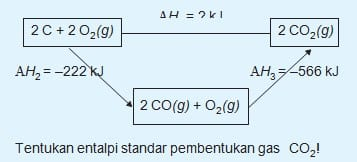 ΔH = ? kJ
2 C + 2 O₂(g)
2 CO₂(g)
ΔH₂ = –222 kJ
ΔH₃ = –566 kJ
2 CO(g) + O₂(g)
Tentukan entalpi standar pembentukan gas CO₂!